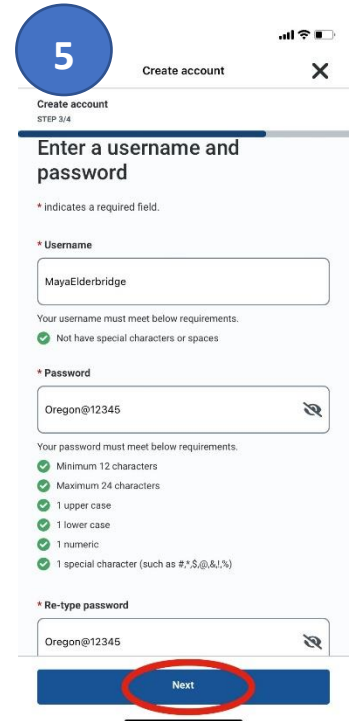 5
Create account
Create account
STEP 3/4
Enter a username and
password
* indicates a required field.
* Username
MayaElderbridge
Your username must meet below requirements.
Not have special characters or spaces
* Password
Oregon@12345
Your password must meet below requirements.
Minimum 12 characters
Maximum 24 characters
1 upper case
1 lower case
1 numeric
1 special character (such as #,*,$,@,&,!,%)
* Re-type password
Oregon@12345
Next